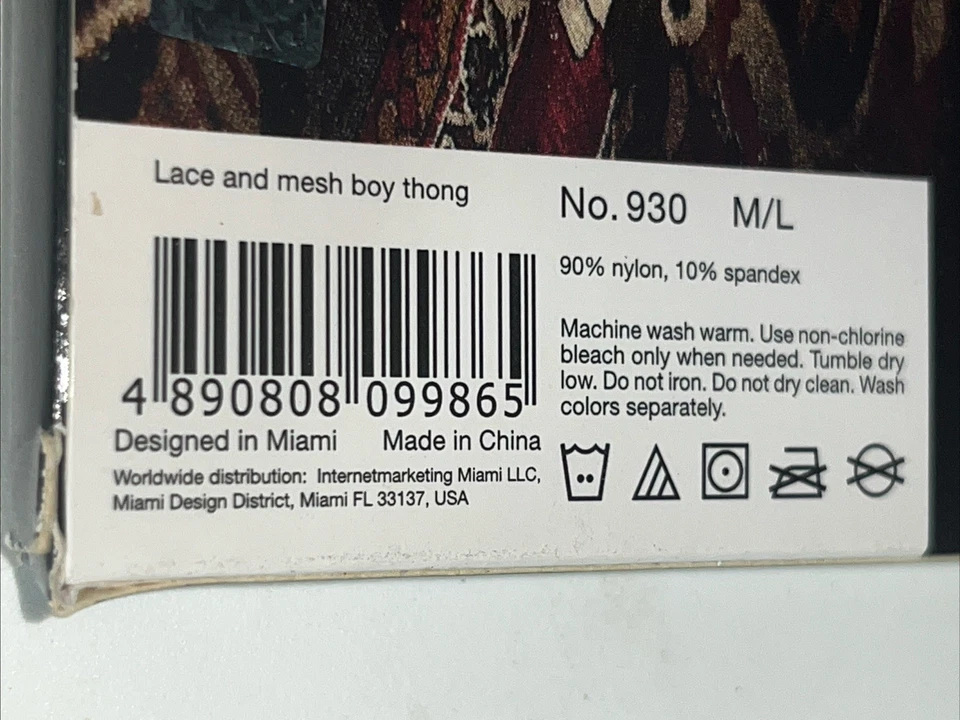 Lace and mesh boy thong
No. 930 M/L
90% nylon, 10% spandex
Machine wash warm. Use non-chlorine
bleach only when needed. Tumble dry
low. Do not iron. Do not dry clean. Wash
colors separately.
4 890808 099865
Designed in Miami Made in China
Worldwide distribution: Internetmarketing Miami LLC,
Miami Design District, Miami FL 33137, USA